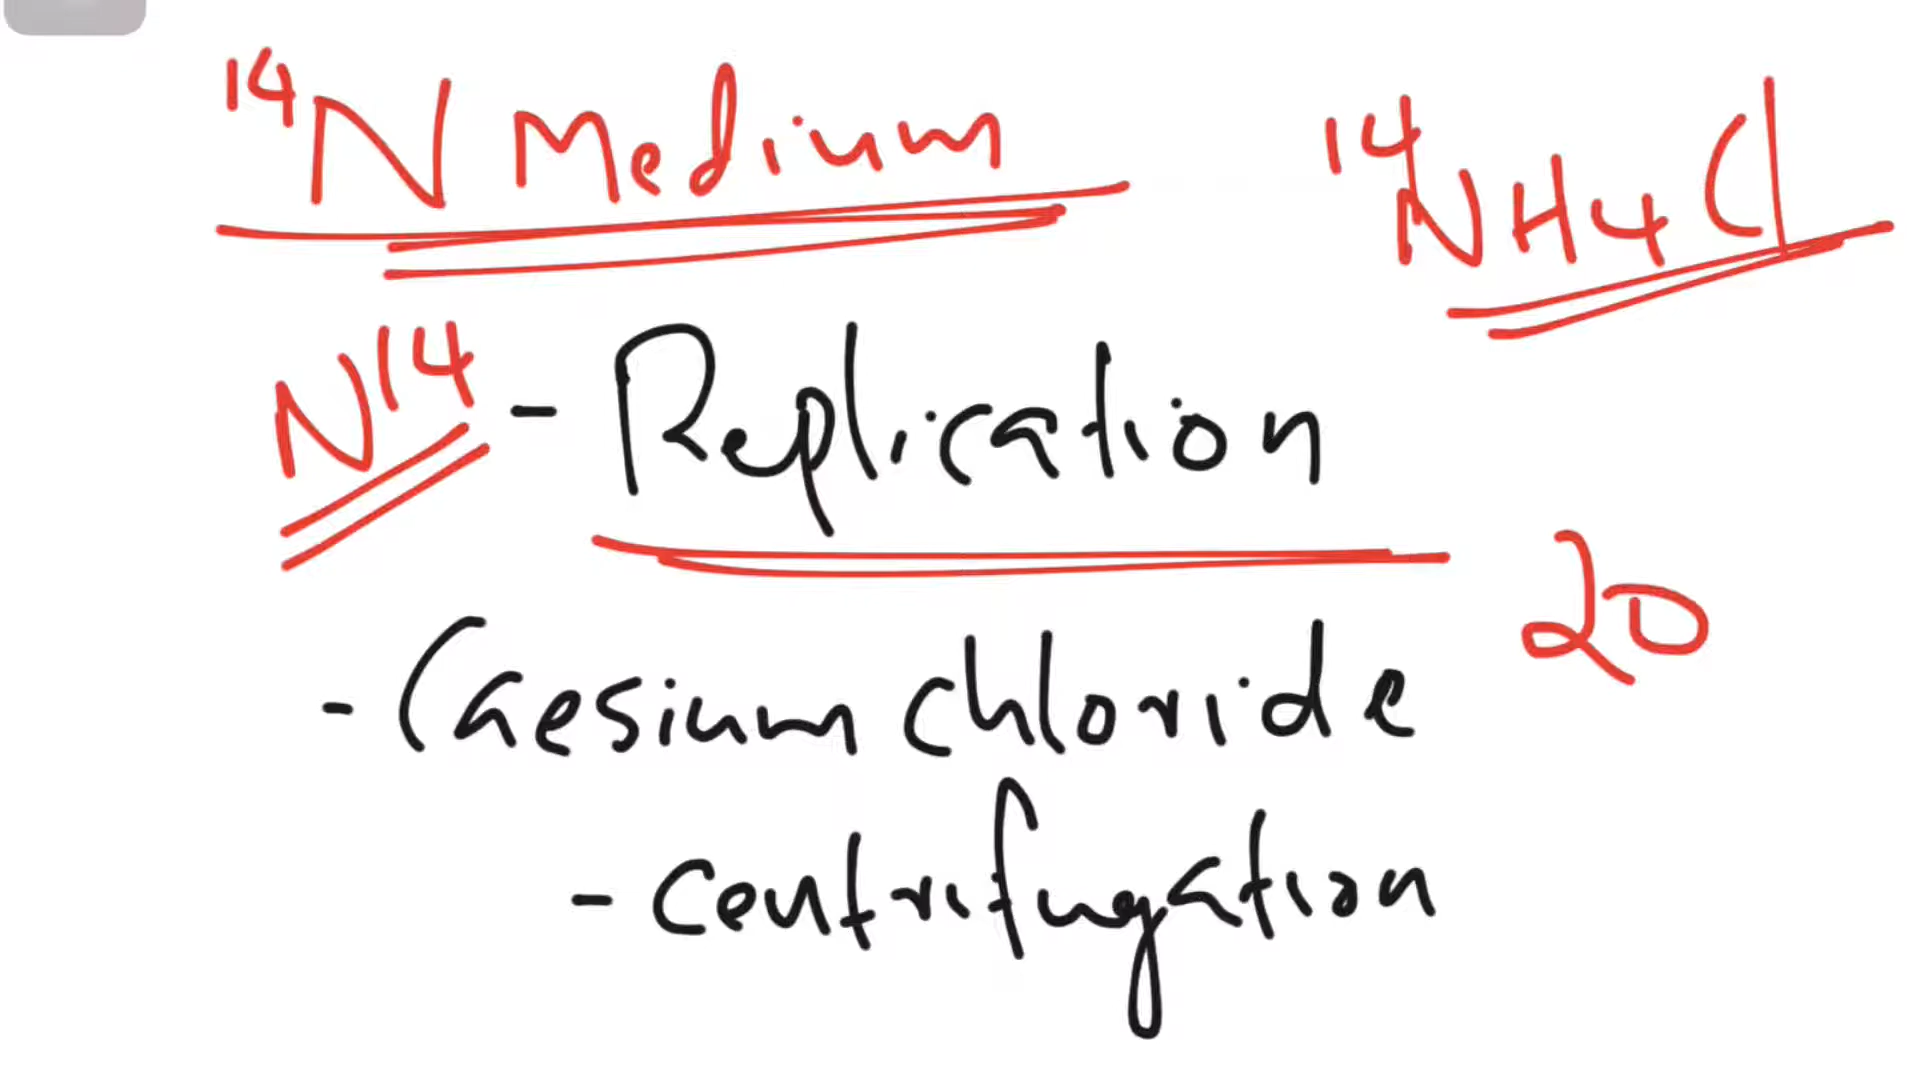 ¹⁴N Medium ¹⁴NH4Cl
N¹⁴ - Replication
20
- Caesium chloride
- centrifugation